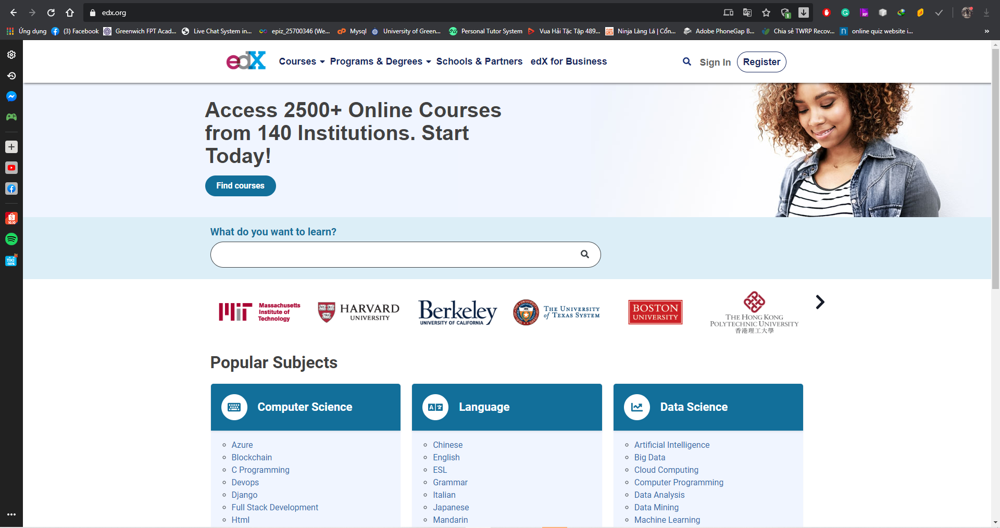 edx.org
Ứng dụng
(3) Facebook
Greenwich FPT Acad...
Live Chat System in...
epiz_25700346 (We...
Mysql
University of Green...
Personal Tutor System
Vua Hải Tặc Tập 489...
Ninja Làng Lá | Cổn...
Adobe PhoneGap B...
Chia sẻ TWRP Recov...
online quiz website i...
edX
Courses
Programs & Degrees
Schools & Partners
edX for Business
Sign In
Register
Access 2500+ Online Courses
from 140 Institutions. Start
Today!
Find courses
What do you want to learn?
MIT
Massachusetts
Institute of
Technology
HARVARD
UNIVERSITY
Berkeley
UNIVERSITY OF CALIFORNIA
THE UNIVERSITY
of TEXAS SYSTEM
BOSTON
UNIVERSITY
THE HONG KONG
POLYTECHNIC UNIVERSITY
香港理工大學
Popular Subjects
Computer Science
Azure
Blockchain
C Programming
Devops
Django
Full Stack Development
Html
Language
Chinese
English
ESL
Grammar
Italian
Japanese
Mandarin
Data Science
Artificial Intelligence
Big Data
Cloud Computing
Computer Programming
Data Analysis
Data Mining
Machine Learning
10.10
TIKI
-50%
RP
1